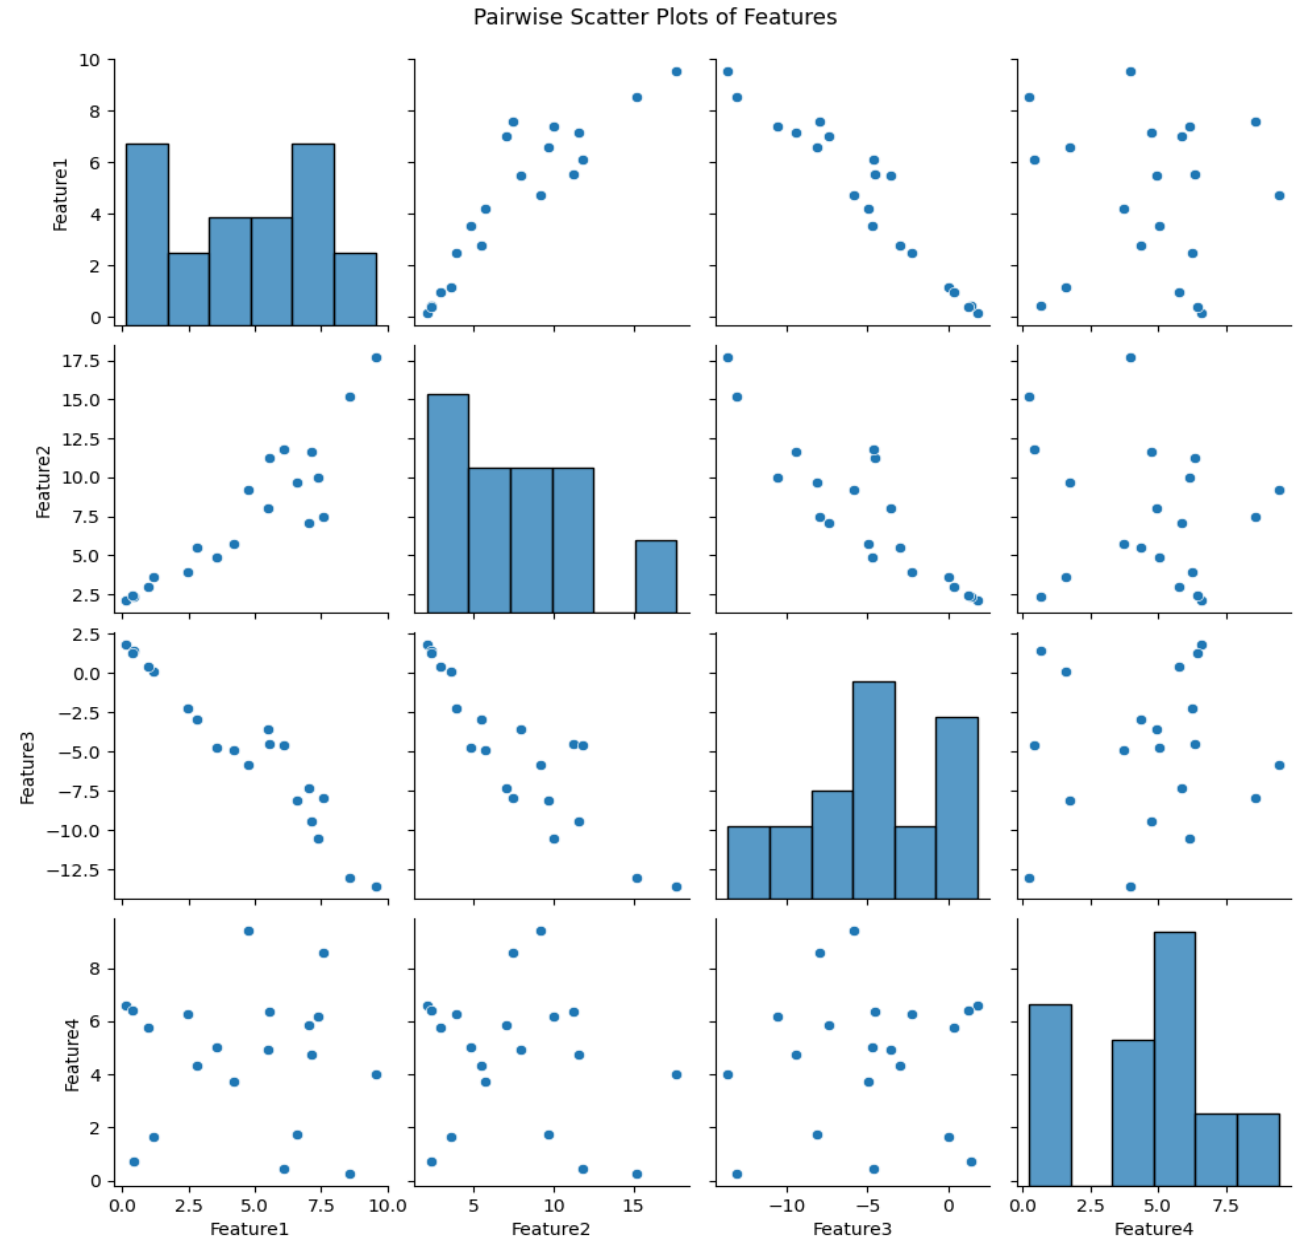 Pairwise Scatter Plots of Features
10
8
6
4
2
0
Feature1
17.5
15.0
12.5
10.0
7.5
5.0
2.5
Feature2
2.5
0.0
−2.5
−5.0
−7.5
−10.0
−12.5
Feature3
8
6
4
2
0
Feature4
0.0 2.5 5.0 7.5 10.0
5 10 15
−10 −5 0
0.0 2.5 5.0 7.5
Feature1 Feature2 Feature3 Feature4